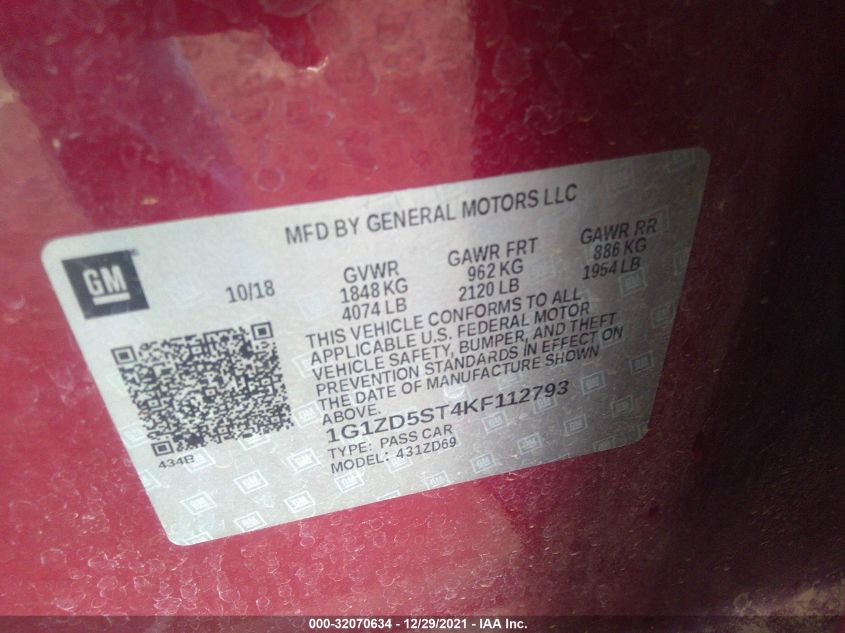 MFD BY GENERAL MOTORS LLC
GM
10/18
GVWR
1848 KG
4074 LB
GAWR FRT
962 KG
2120 LB
GAWR RR
886 KG
1954 LB
THIS VEHICLE CONFORMS TO ALL
APPLICABLE U.S. FEDERAL MOTOR
VEHICLE SAFETY, BUMPER, AND THEFT
PREVENTION STANDARDS IN EFFECT ON
THE DATE OF MANUFACTURE SHOWN
ABOVE.
1G1ZD5ST4KF112793
TYPE: PASS CAR
MODEL: 431ZD69
434B
000-32070634 - 12/29/2021 - IAA Inc.